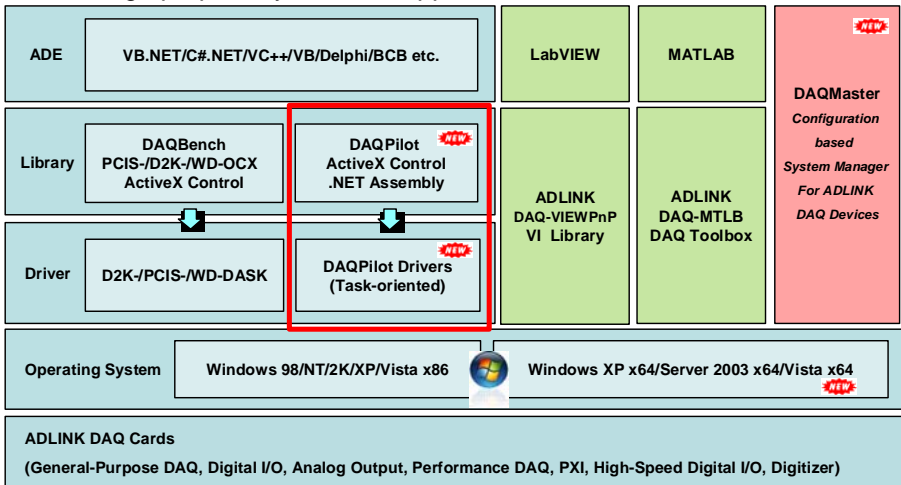 ADE
VB.NET/C#.NET/VC++/VB/Delphi/BCB etc.
LabVIEW
MATLAB
NEW
DAQMaster
Configuration
based
System Manager
For ADLINK
DAQ Devices
Library
DAQBench
PCIS-/D2K-/WD-OCX
ActiveX Control
DAQPilot
NEW
ActiveX Control
.NET Assembly
ADLINK
DAQ-VIEWPnP
VI Library
ADLINK
DAQ-MTLB
DAQ Toolbox
Driver
D2K-/PCIS-/WD-DASK
NEW
DAQPilot Drivers
(Task-oriented)
Operating System
Windows 98/NT/2K/XP/Vista x86
Windows XP x64/Server 2003 x64/Vista x64
NEW
ADLINK DAQ Cards
(General-Purpose DAQ, Digital I/O, Analog Output, Performance DAQ, PXI, High-Speed Digital I/O, Digitizer)